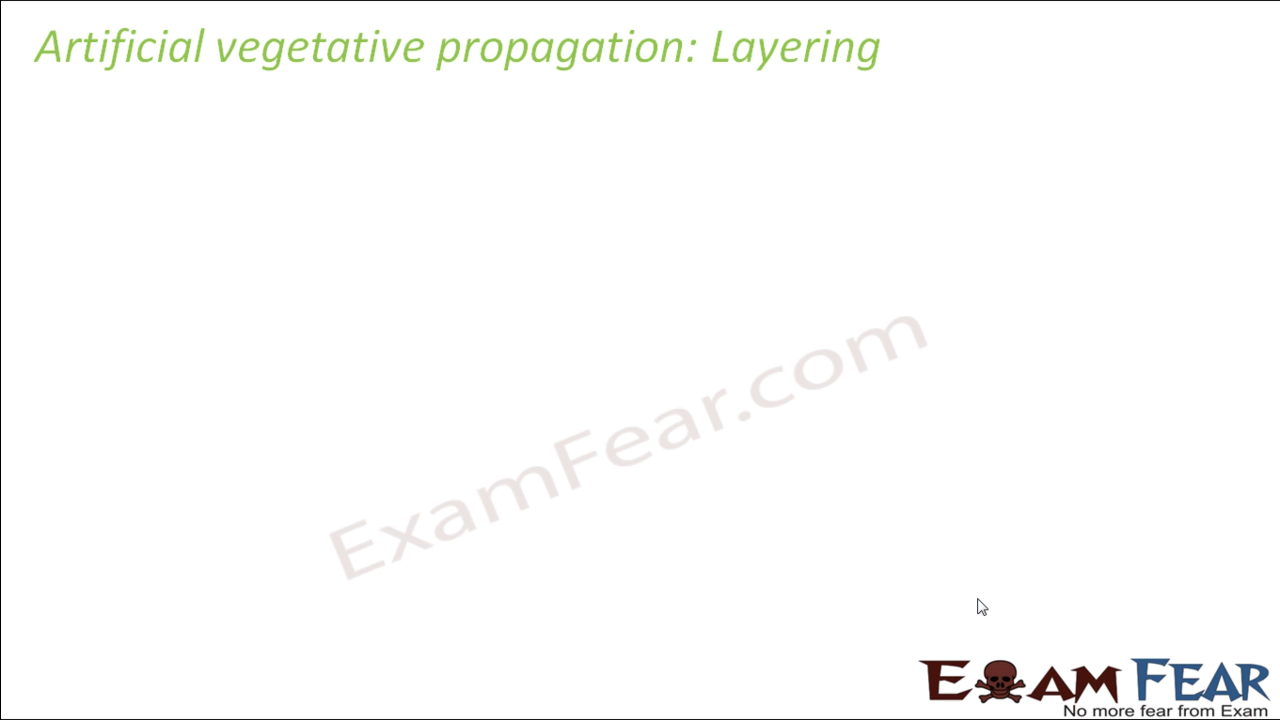 Artificial vegetative propagation: Layering
ExamFear.com
EXAM FEAR
No more fear from Exam